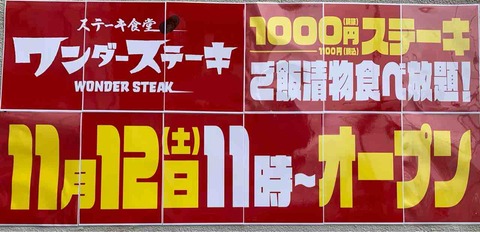 ステーキ食堂
ワンダーステーキ
WONDER STEAK
1000円(税抜)ステーキ
1100円(税込)
ご飯漬物食べ放題!
11月12日(土)11時~オープン